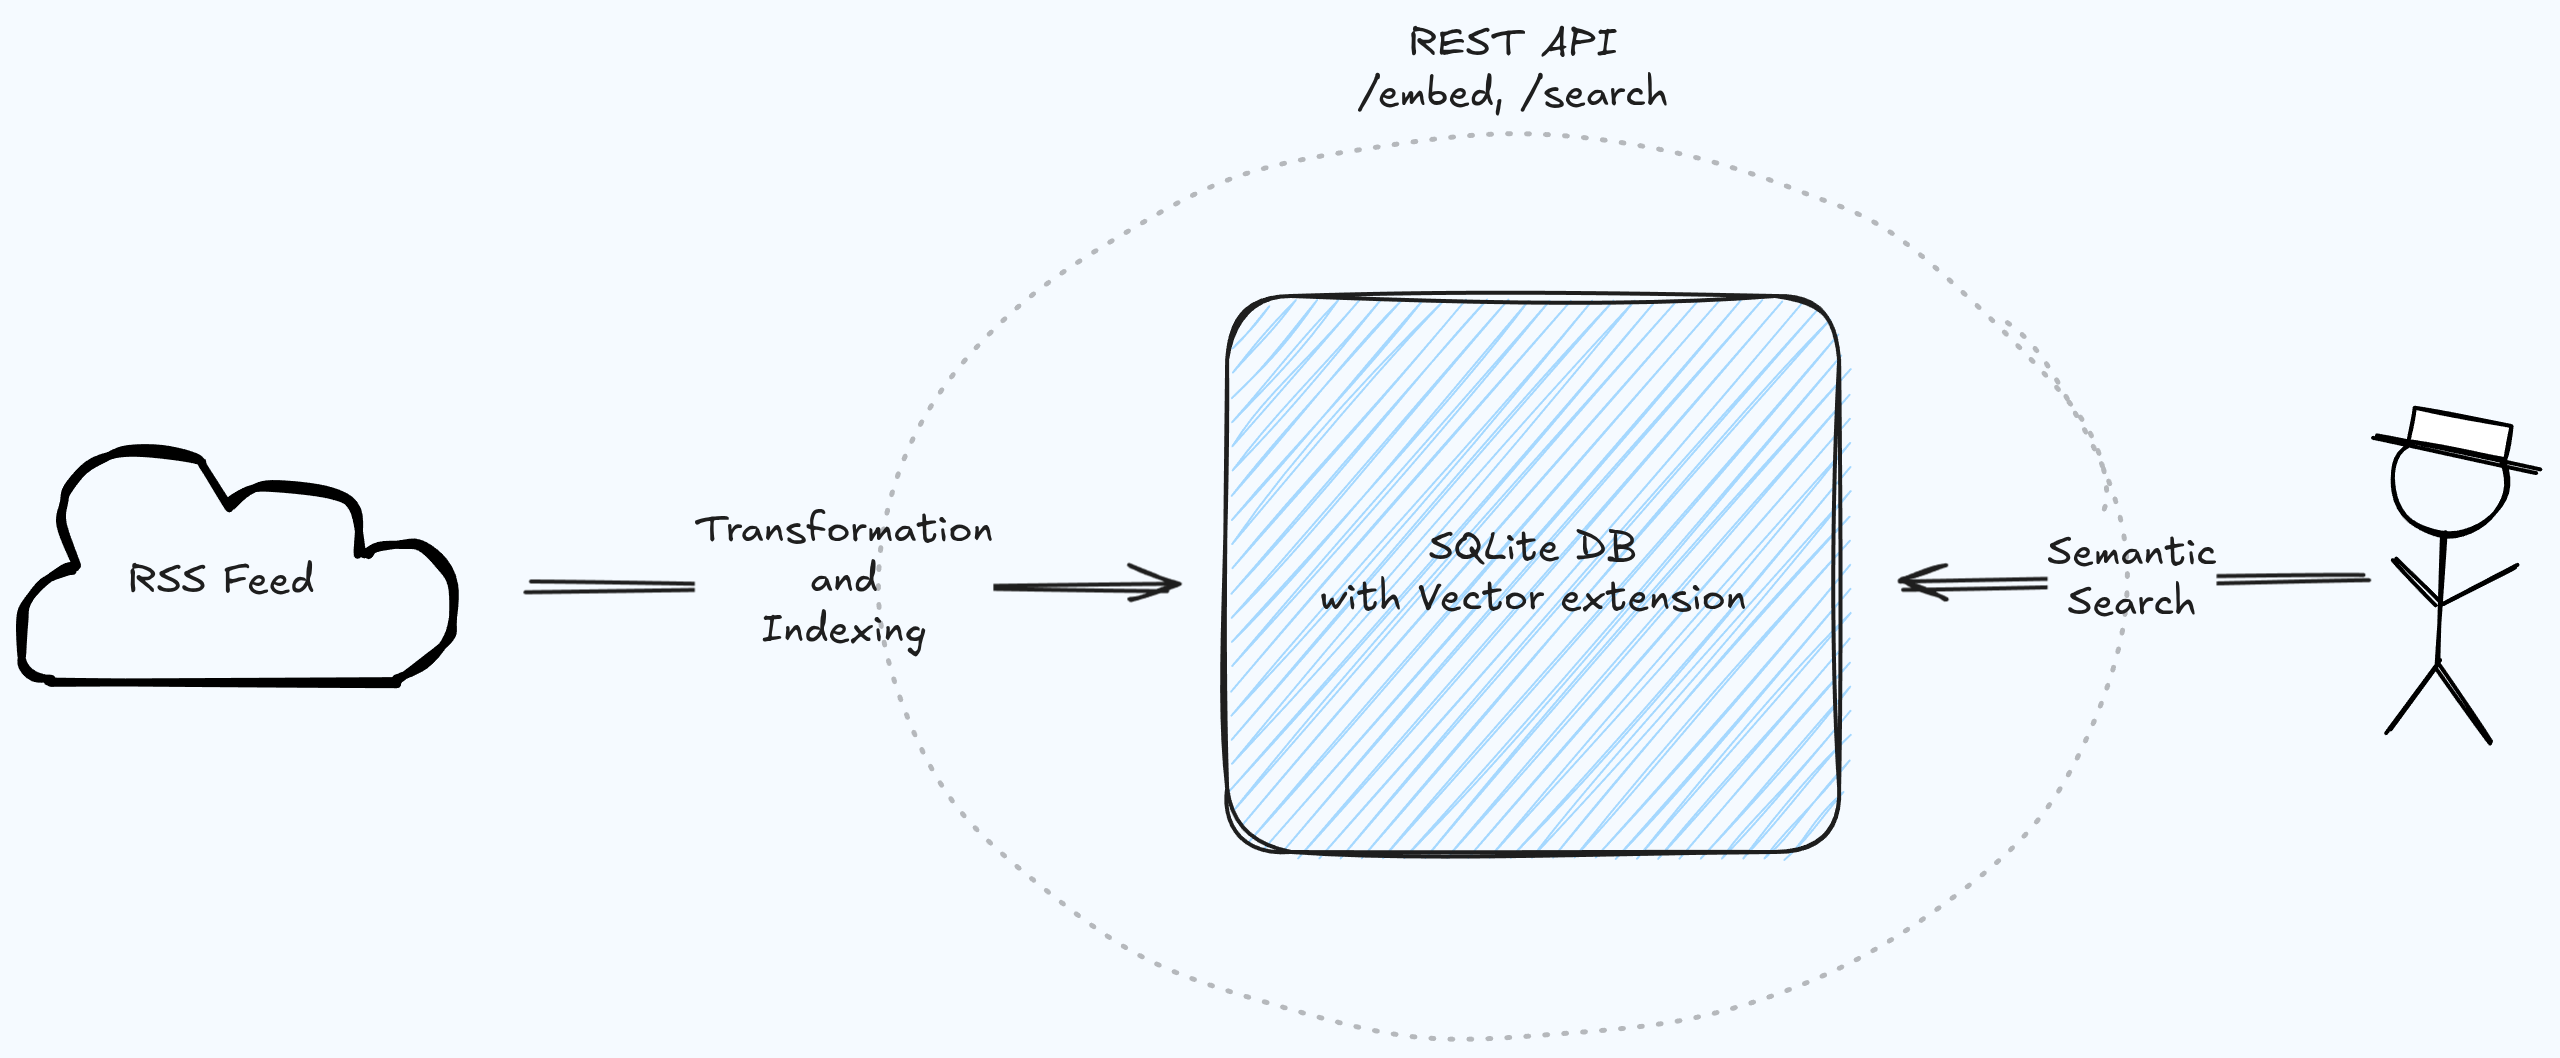 REST API
/embed, /search
RSS Feed
Transformation
and
Indexing
SQLite DB
with Vector extension
Semantic
Search